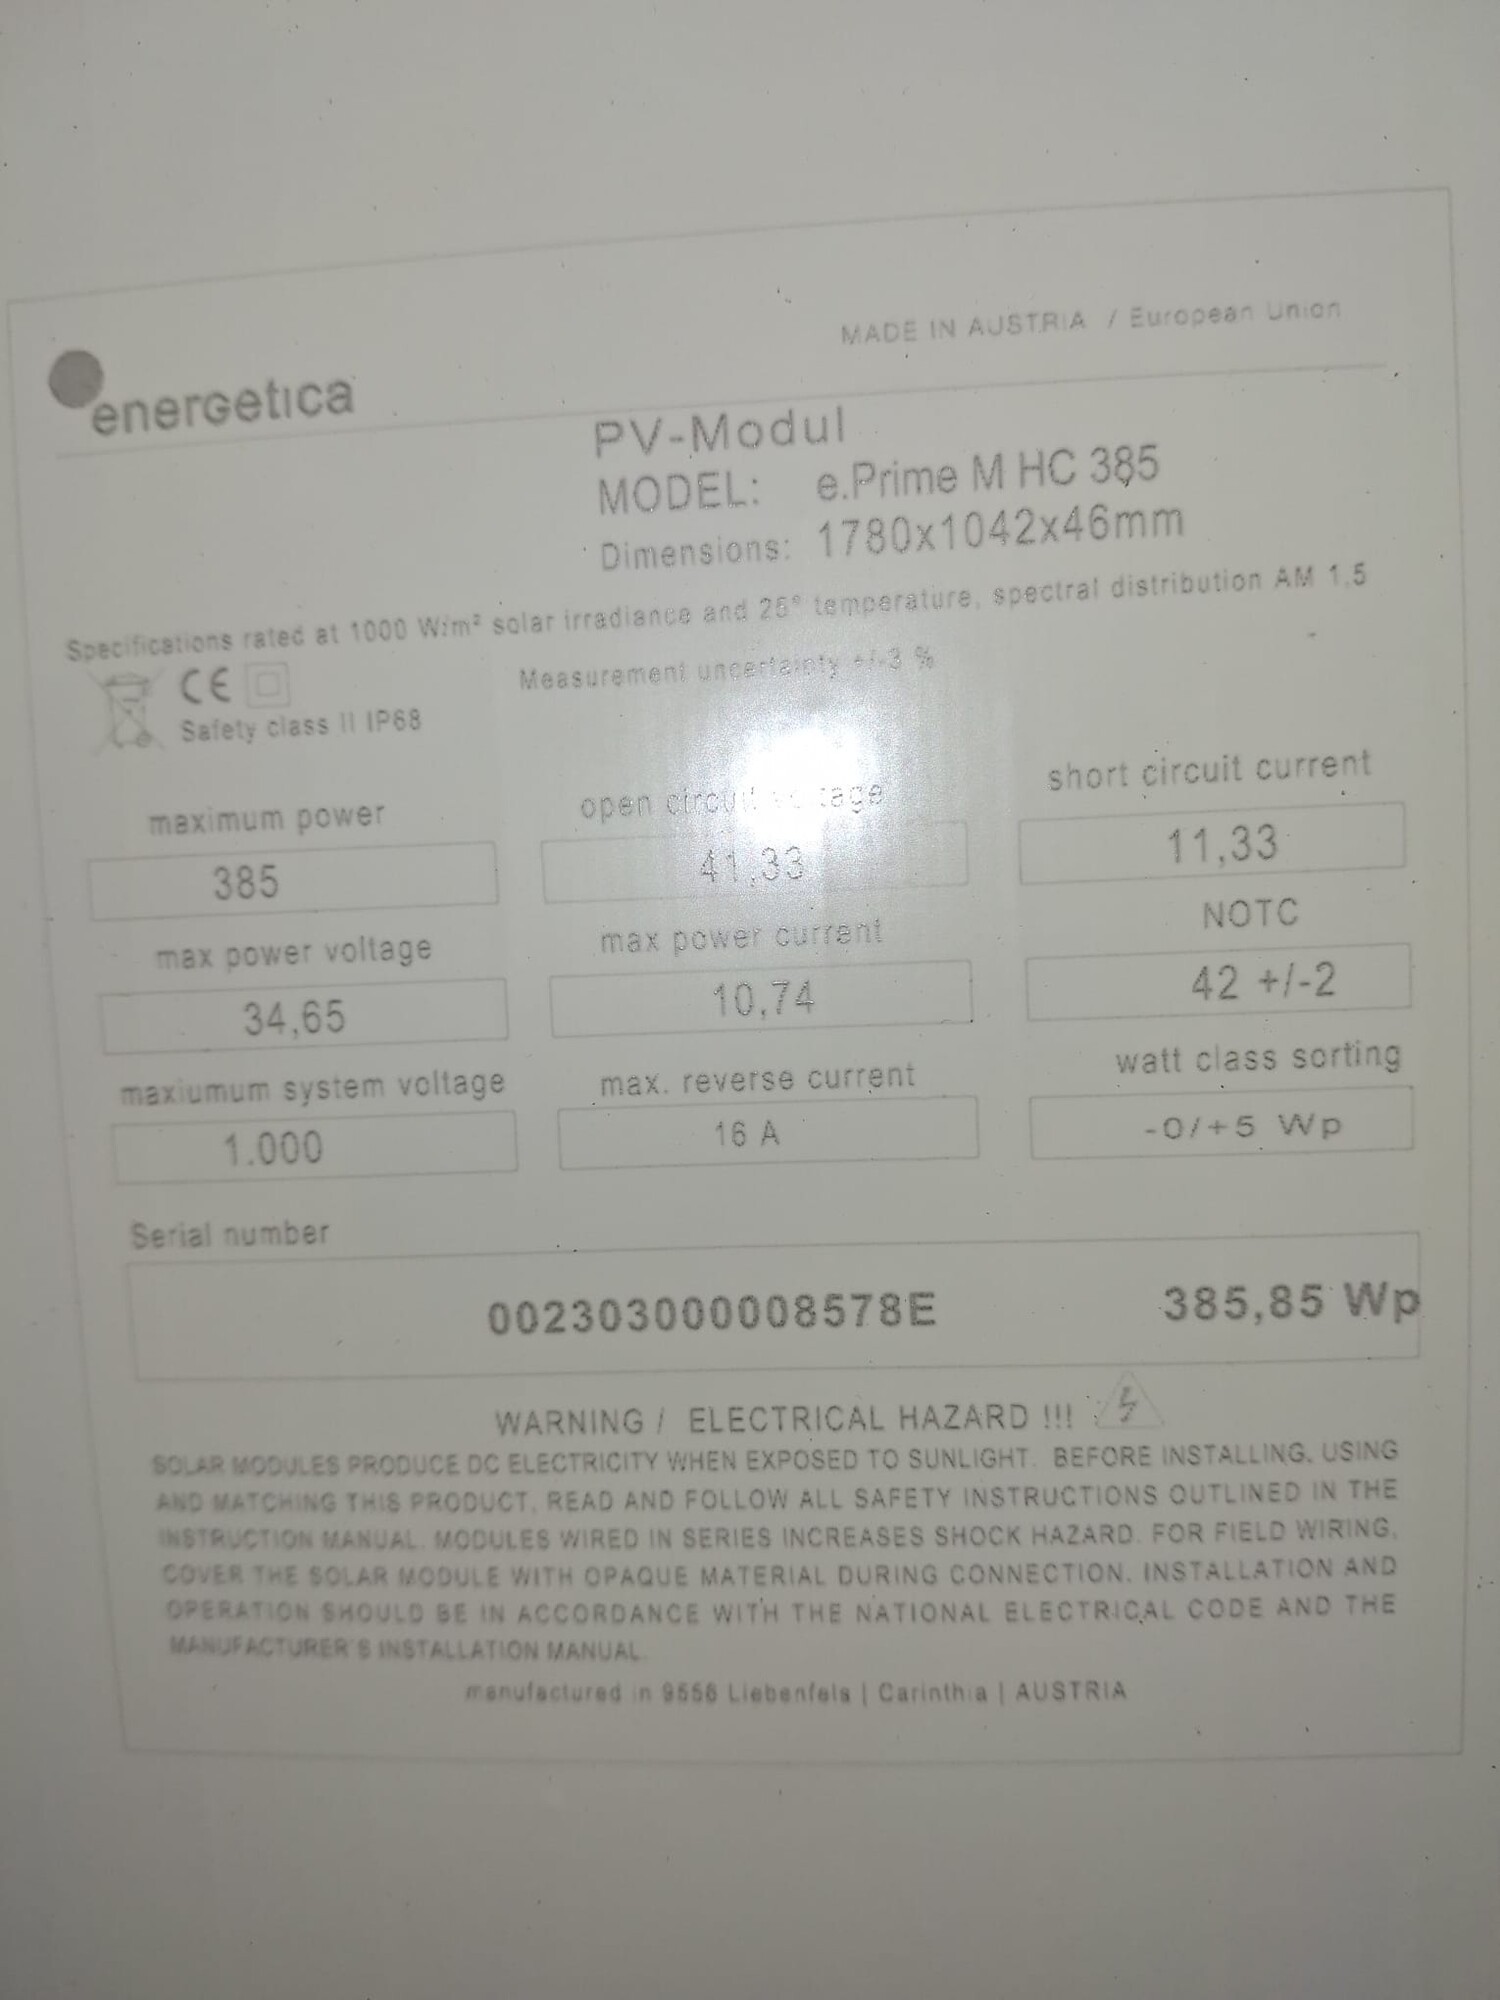 MADE IN AUSTRIA / European Union
energetica
PV-Modul
MODEL: e.Prime M HC 385
Dimensions: 1780x1042x46mm
Specifications rated at 1000 W/m² solar irradiance and 25° temperature, spectral distribution AM 1,5
Measurement uncertainty +/-3 %
CE
Safety class II IP68
maximum power open circuit voltage short circuit current
385 41,33 11,33
max power voltage max power current NOTC
34,65 10,74 42 +/-2
maxiumum system voltage max. reverse current watt class sorting
1.000 16 A -0/+5 Wp
Serial number
002303000008578E 385,85 Wp
WARNING / ELECTRICAL HAZARD !!!
SOLAR MODULES PRODUCE DC ELECTRICITY WHEN EXPOSED TO SUNLIGHT. BEFORE INSTALLING, USING
AND MATCHING THIS PRODUCT, READ AND FOLLOW ALL SAFETY INSTRUCTIONS OUTLINED IN THE
INSTRUCTION MANUAL. MODULES WIRED IN SERIES INCREASES SHOCK HAZARD. FOR FIELD WIRING,
COVER THE SOLAR MODULE WITH OPAQUE MATERIAL DURING CONNECTION. INSTALLATION AND
OPERATION SHOULD BE IN ACCORDANCE WITH THE NATIONAL ELECTRICAL CODE AND THE
MANUFACTURER'S INSTALLATION MANUAL.
manufactured in 9556 Liebenfels | Carinthia | AUSTRIA